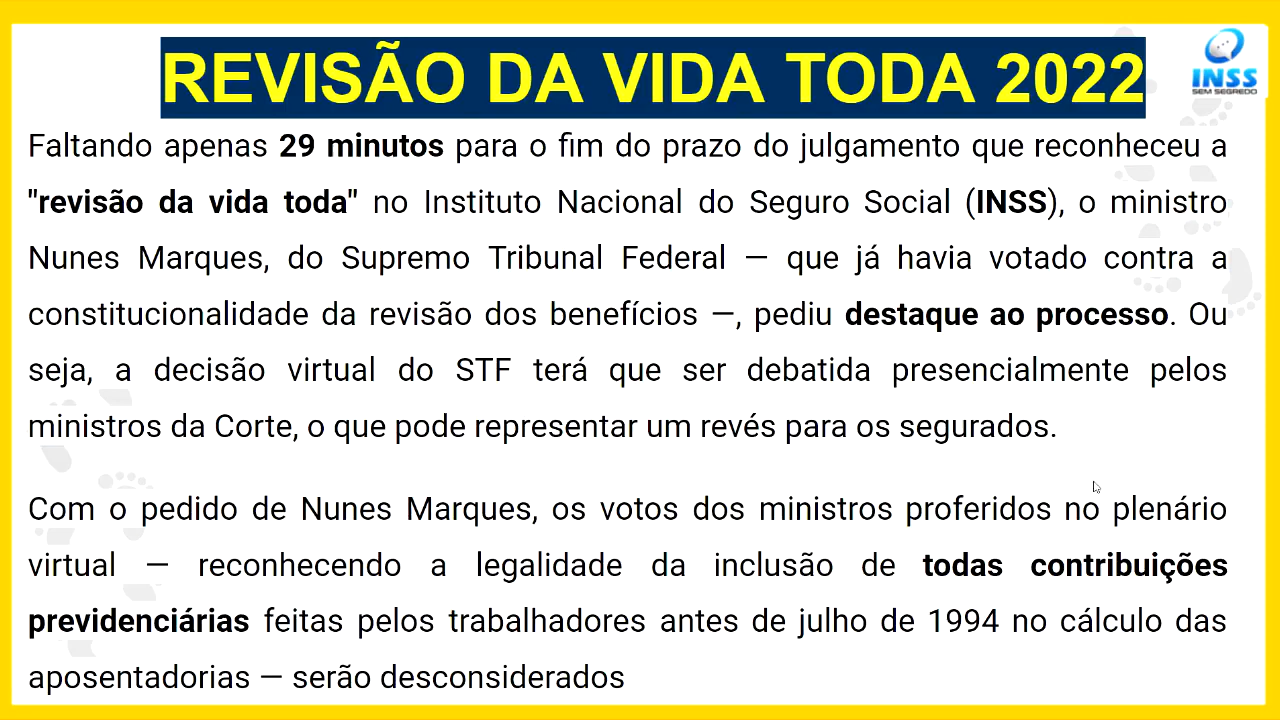 REVISÃO DA VIDA TODA 2022
INSS
SEM SEGREDO
Faltando apenas 29 minutos para o fim do prazo do julgamento que reconheceu a
"revisão da vida toda" no Instituto Nacional do Seguro Social (INSS), o ministro
Nunes Marques, do Supremo Tribunal Federal — que já havia votado contra a
constitucionalidade da revisão dos benefícios —, pediu destaque ao processo. Ou
seja, a decisão virtual do STF terá que ser debatida presencialmente pelos
ministros da Corte, o que pode representar um revés para os segurados.
Com o pedido de Nunes Marques, os votos dos ministros proferidos no plenário
virtual — reconhecendo a legalidade da inclusão de todas contribuições
previdenciárias feitas pelos trabalhadores antes de julho de 1994 no cálculo das
aposentadorias — serão desconsiderados